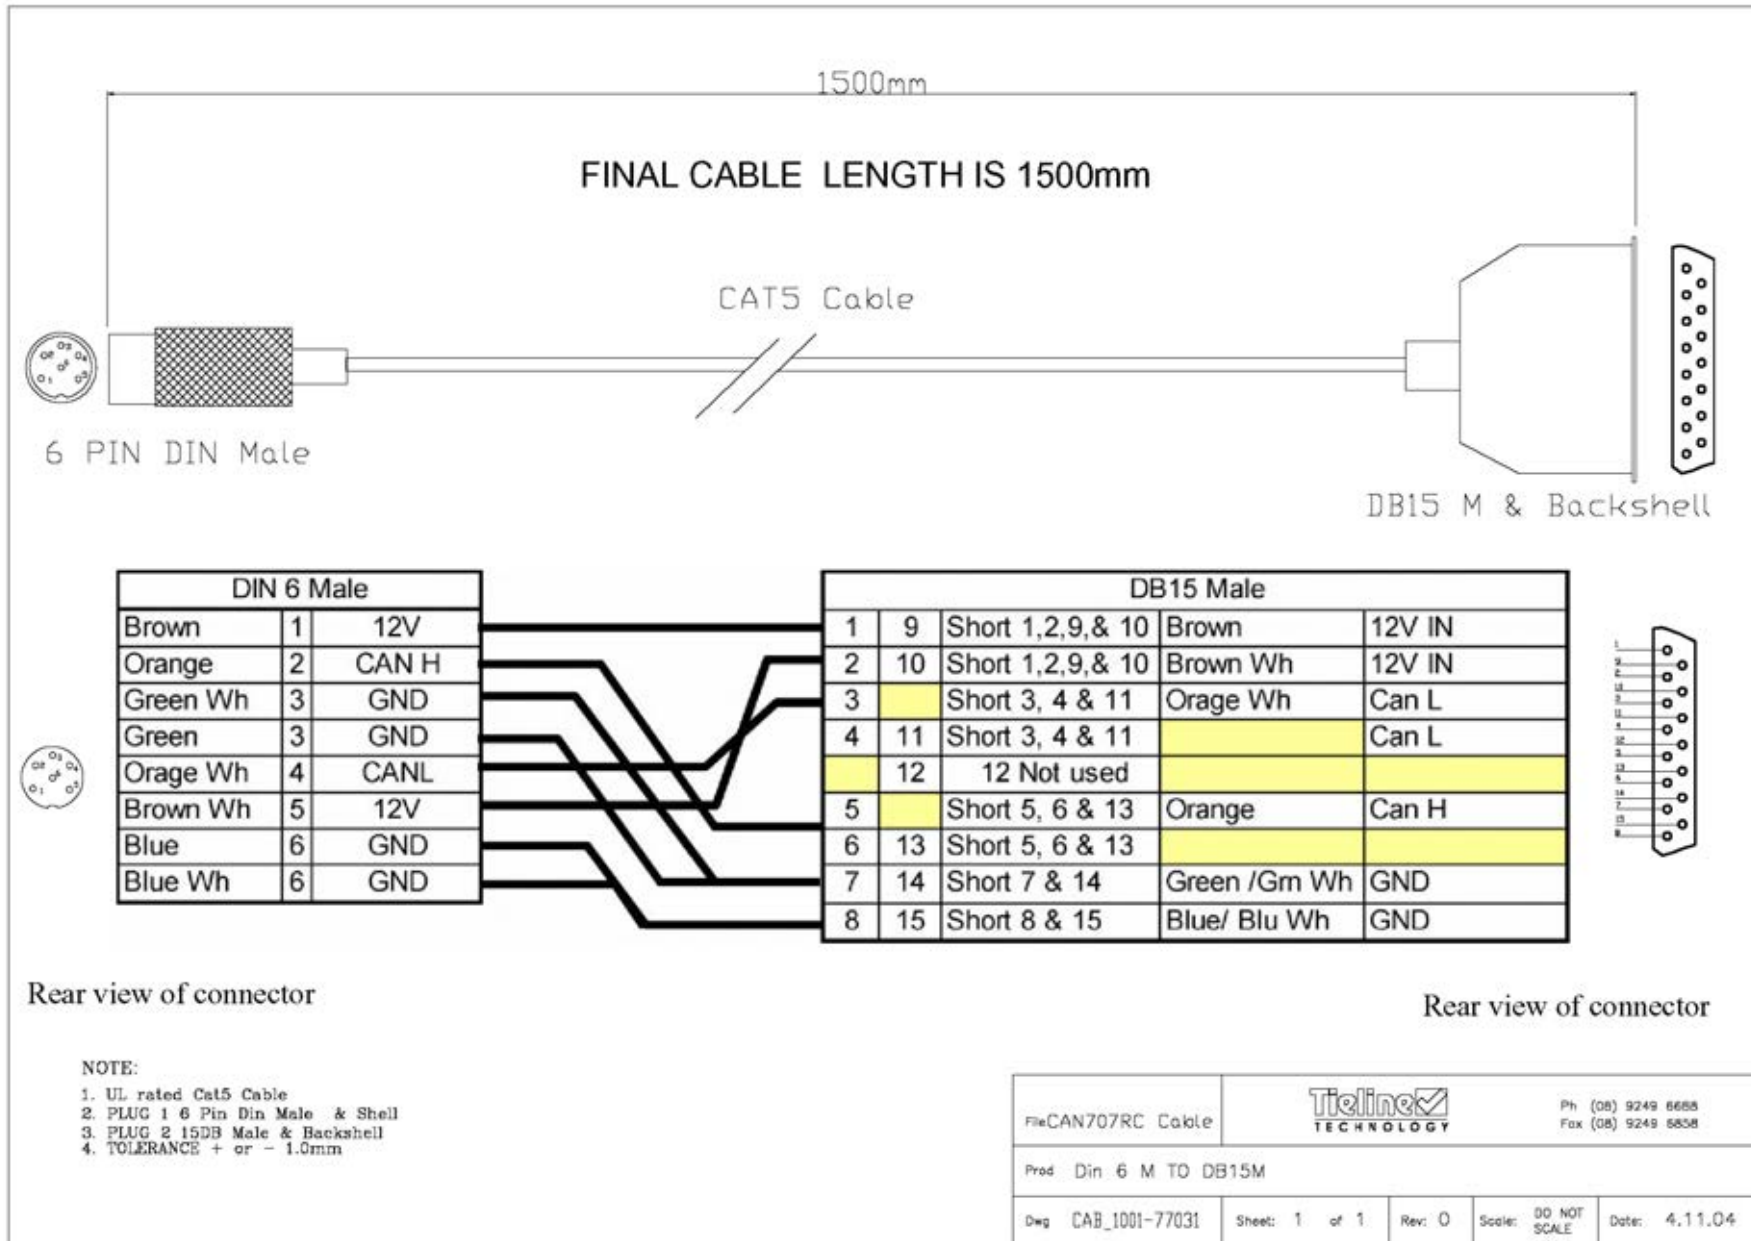 1500mm
FINAL CABLE LENGTH IS 1500mm
CAT5 Cable
6 PIN DIN Male
DB15 M & Backshell
DIN 6 Male
Brown 1 12V
Orange 2 CAN H
Green Wh 3 GND
Green 3 GND
Orage Wh 4 CANL
Brown Wh 5 12V
Blue 6 GND
Blue Wh 6 GND
DB15 Male
1 9 Short 1,2,9,& 10 Brown 12V IN
2 10 Short 1,2,9,& 10 Brown Wh 12V IN
3 Short 3, 4 & 11 Orage Wh Can L
4 11 Short 3, 4 & 11 Can L
12 12 Not used
5 Short 5, 6 & 13 Orange Can H
6 13 Short 5, 6 & 13
7 14 Short 7 & 14 Green /Grn Wh GND
8 15 Short 8 & 15 Blue/ Blu Wh GND
Rear view of connector
Rear view of connector
NOTE:
1. UL rated Cat5 Cable
2. PLUG 1 6 Pin Din Male & Shell
3. PLUG 2 15DB Male & Backshell
4. TOLERANCE + or - 1.0mm
File CAN707RC Cable
Tieline
TECHNOLOGY
Ph (08) 9249 6688
Fax (08) 9249 6858
Prod Din 6 M TO DB15M
Dwg CAB_1001-77031 Sheet: 1 of 1 Rev: 0 Scale: DO NOT SCALE Date: 4.11.04